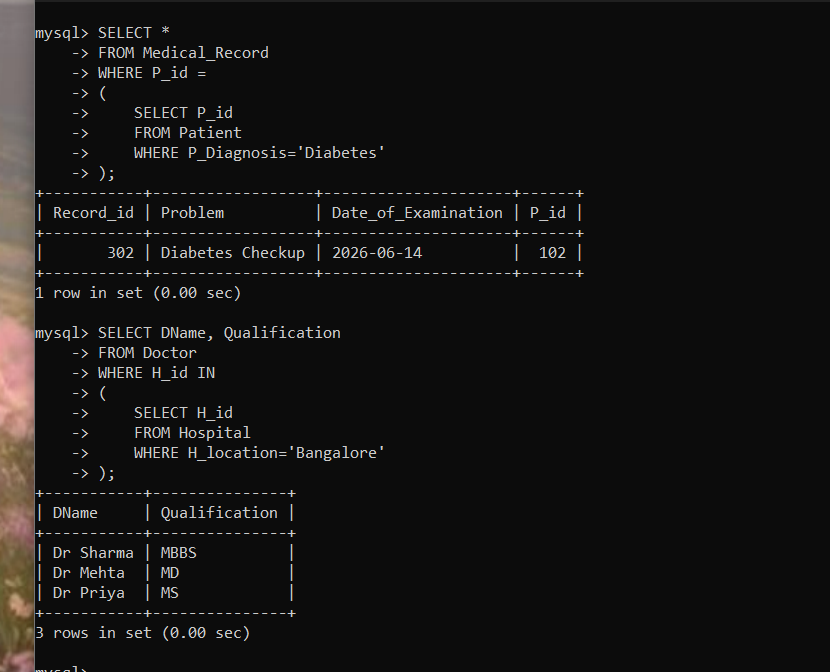 mysql> SELECT *
    -> FROM Medical_Record
    -> WHERE P_id =
    -> (
    ->     SELECT P_id
    ->     FROM Patient
    ->     WHERE P_Diagnosis='Diabetes'
    -> );
+-----------+------------------+---------------------+------+
| Record_id | Problem          | Date_of_Examination | P_id |
+-----------+------------------+---------------------+------+
|       302 | Diabetes Checkup | 2026-06-14          |  102 |
+-----------+------------------+---------------------+------+
1 row in set (0.00 sec)

mysql> SELECT DName, Qualification
    -> FROM Doctor
    -> WHERE H_id IN
    -> (
    ->     SELECT H_id
    ->     FROM Hospital
    ->     WHERE H_location='Bangalore'
    -> );
+-----------+---------------+
| DName     | Qualification |
+-----------+---------------+
| Dr Sharma | MBBS          |
| Dr Mehta  | MD            |
| Dr Priya  | MS            |
+-----------+---------------+
3 rows in set (0.00 sec)

mysql>